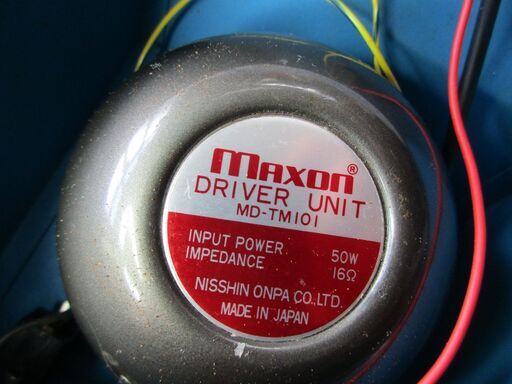 maxon®
DRIVER UNIT
MD-TM101
INPUT POWER 50W
IMPEDANCE 16Ω
NISSHIN ONPA CO.,LTD.
MADE IN JAPAN